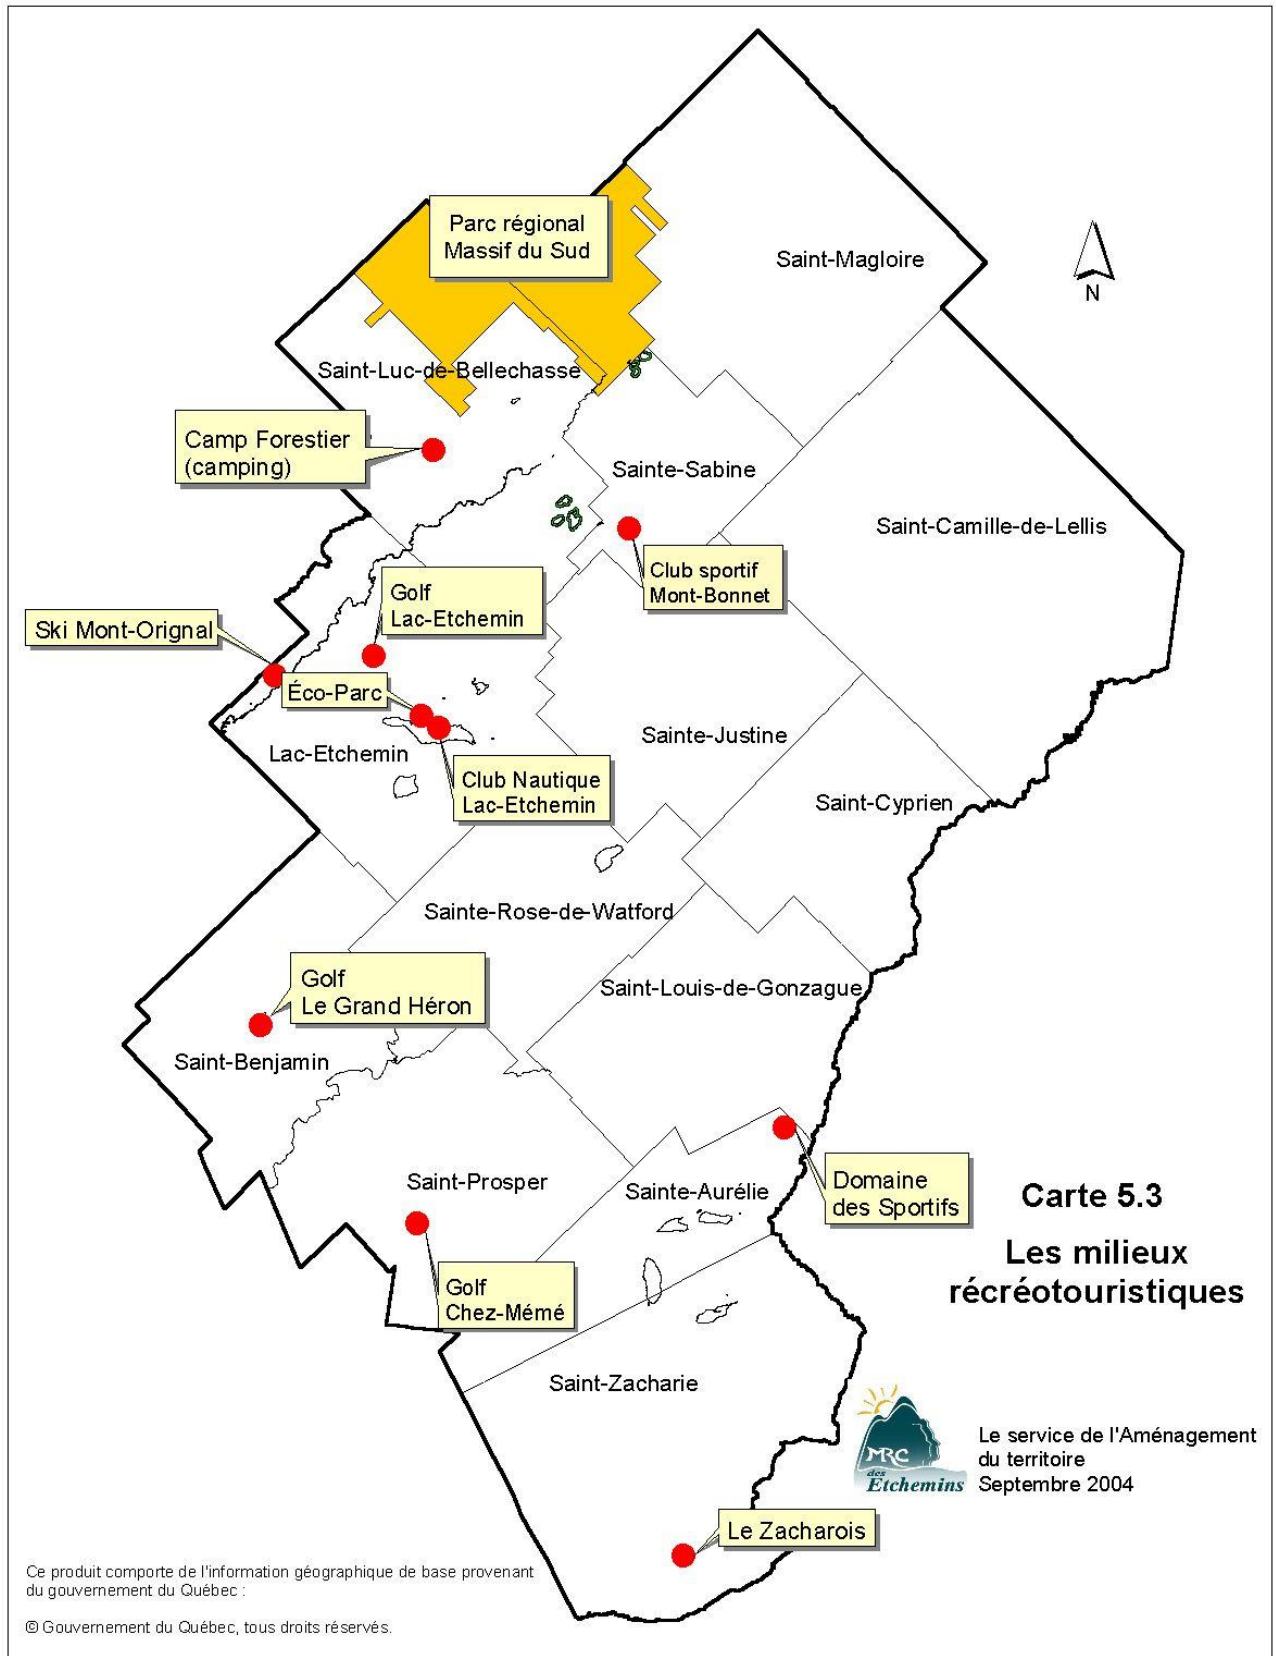 Parc régional
Massif du Sud
Saint-Magloire
N
Saint-Luc-de-Bellechasse
Camp Forestier
(camping)
Sainte-Sabine
Saint-Camille-de-Lellis
Club sportif
Mont-Bonnet
Golf
Lac-Etchemin
Ski Mont-Orignal
Éco-Parc
Sainte-Justine
Lac-Etchemin
Club Nautique
Lac-Etchemin
Saint-Cyprien
Sainte-Rose-de-Watford
Golf
Le Grand Héron
Saint-Louis-de-Gonzague
Saint-Benjamin
Saint-Prosper
Sainte-Aurélie
Domaine
des Sportifs
Carte 5.3
Les milieux
récréotouristiques
Golf
Chez-Mémé
Saint-Zacharie
MRC
des
Etchemins
Le service de l'Aménagement
du territoire
Septembre 2004
Le Zacharois
Ce produit comporte de l'information géographique de base provenant
du gouvernement du Québec :
© Gouvernement du Québec, tous droits réservés.